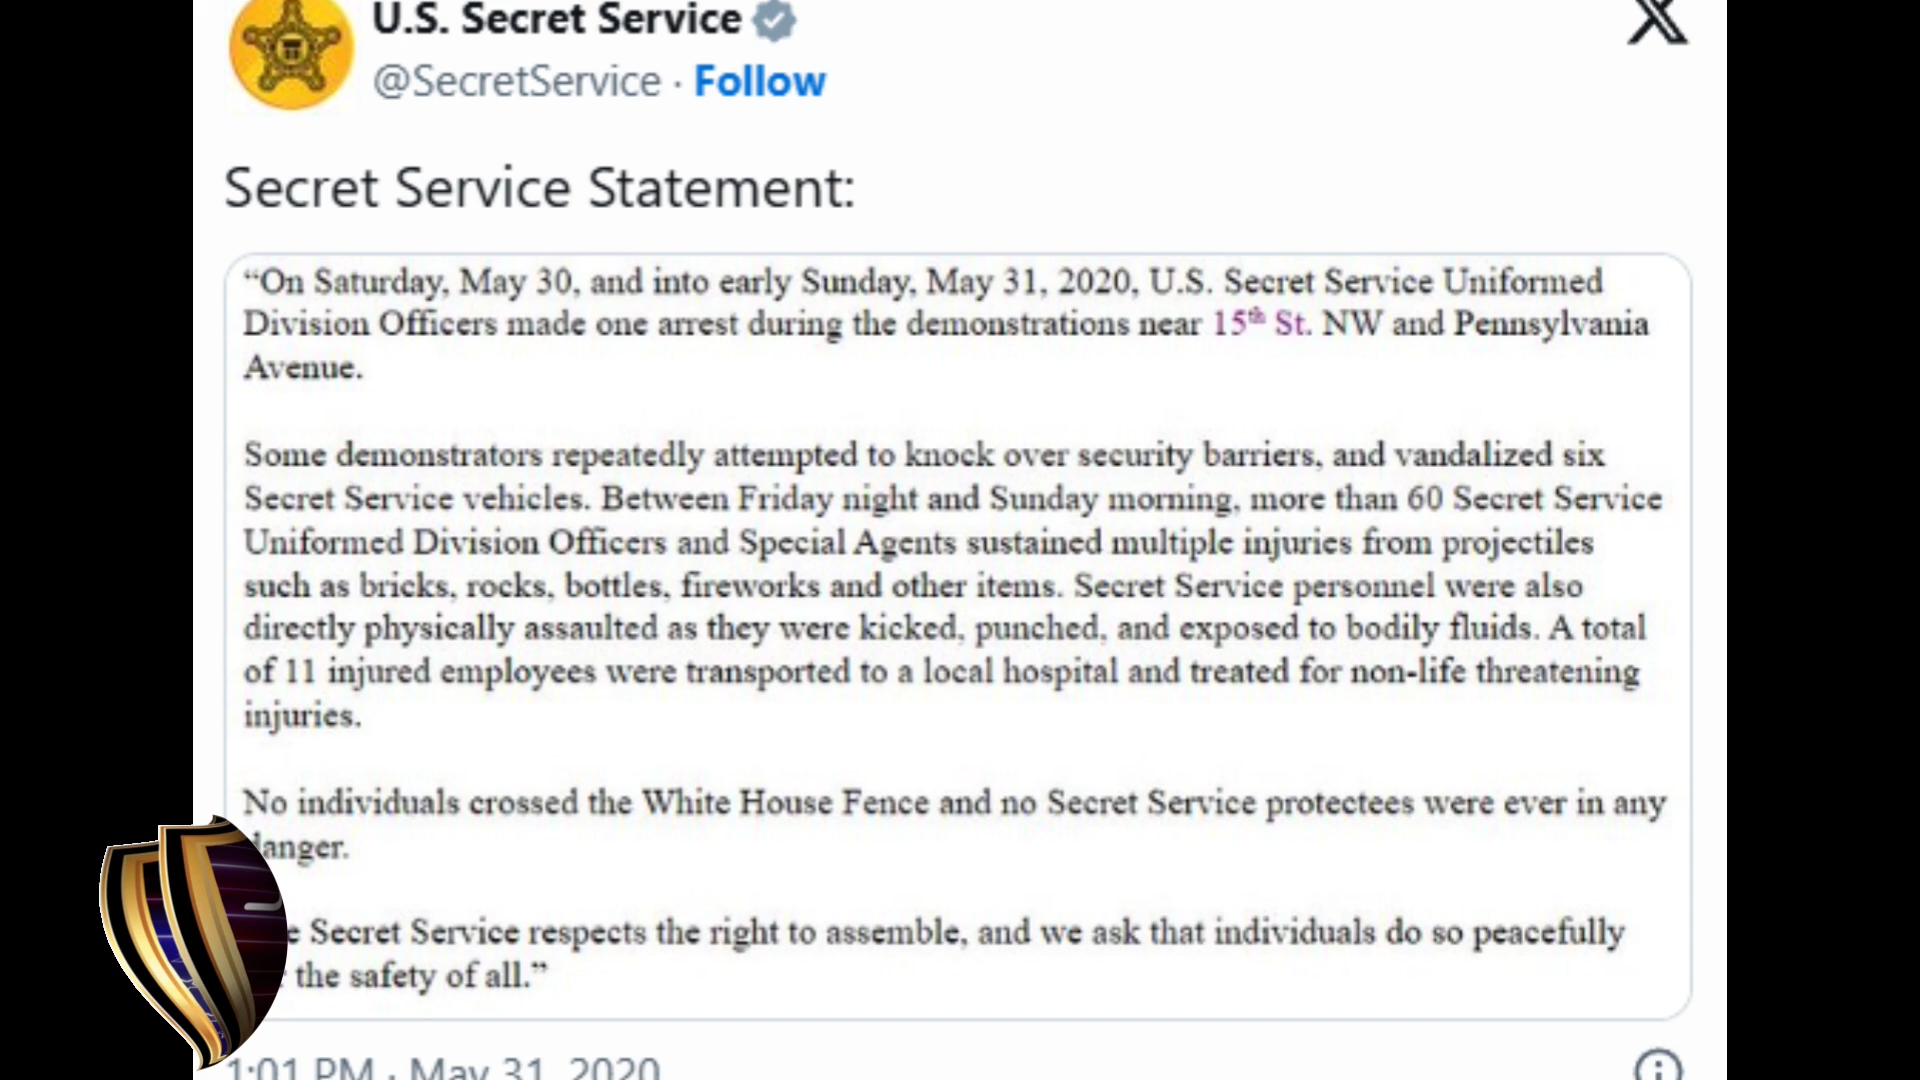 U.S. Secret Service
@SecretService · Follow
Secret Service Statement:
“On Saturday, May 30, and into early Sunday, May 31, 2020, U.S. Secret Service Uniformed
Division Officers made one arrest during the demonstrations near 15th St. NW and Pennsylvania
Avenue.
Some demonstrators repeatedly attempted to knock over security barriers, and vandalized six
Secret Service vehicles. Between Friday night and Sunday morning, more than 60 Secret Service
Uniformed Division Officers and Special Agents sustained multiple injuries from projectiles
such as bricks, rocks, bottles, fireworks and other items. Secret Service personnel were also
directly physically assaulted as they were kicked, punched, and exposed to bodily fluids. A total
of 11 injured employees were transported to a local hospital and treated for non-life threatening
injuries.
No individuals crossed the White House Fence and no Secret Service protectees were ever in any
danger.
Secret Service respects the right to assemble, and we ask that individuals do so peacefully
the safety of all.”
1:01 PM · May 31, 2020